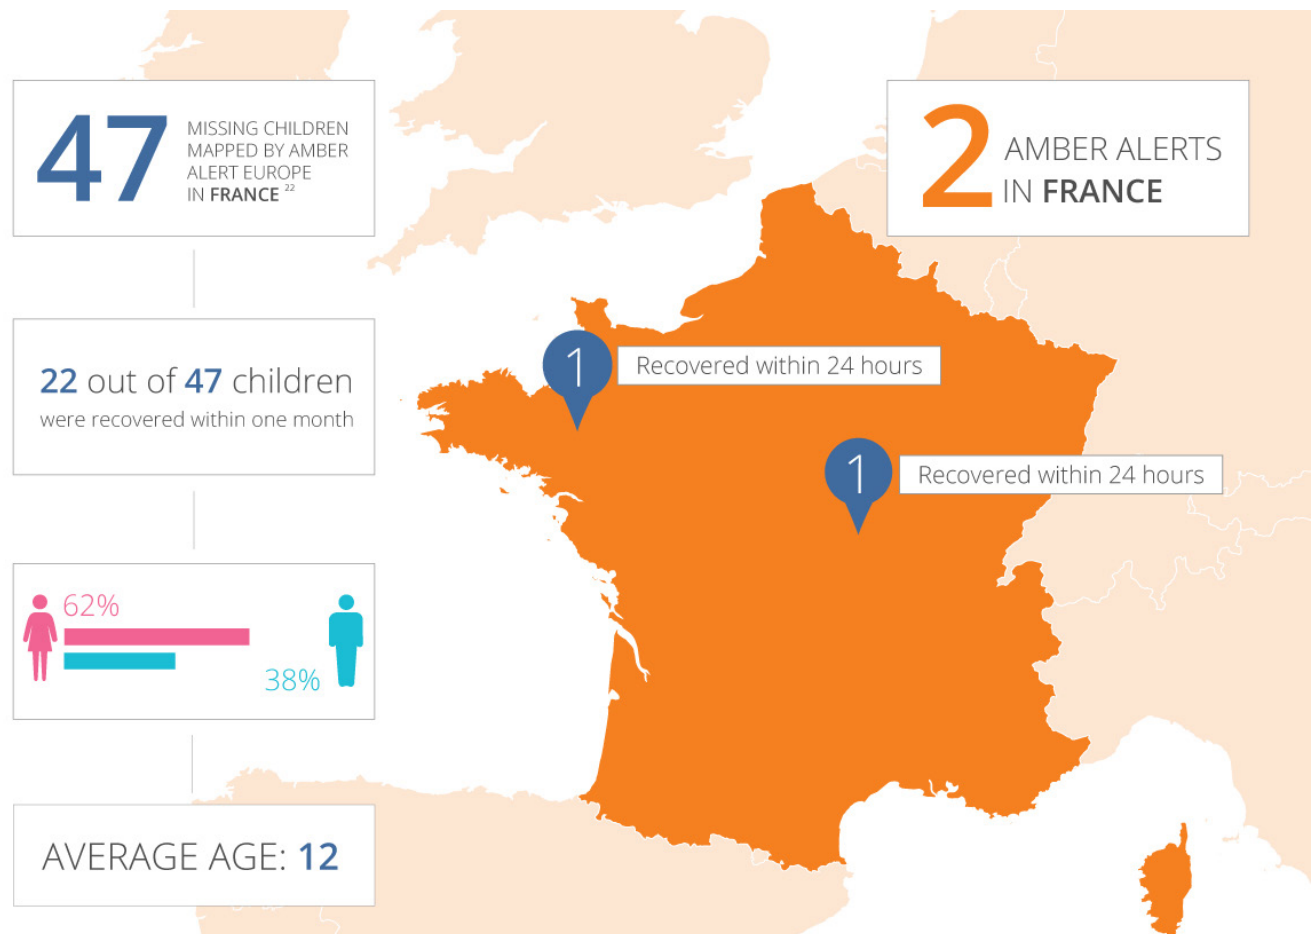 47
MISSING CHILDREN
MAPPED BY AMBER
ALERT EUROPE
IN FRANCE 22
22 out of 47 children
were recovered within one month
62%
38%
AVERAGE AGE: 12
2
AMBER ALERTS
IN FRANCE
1
Recovered within 24 hours
1
Recovered within 24 hours